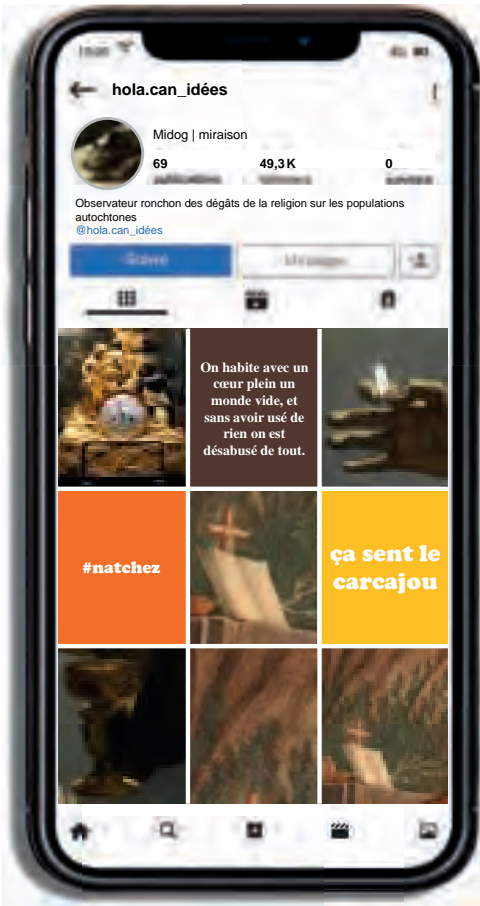 hola.can_idées
Midog | miraison
69
49,3 K
0
Observateur ronchon des dégâts de la religion sur les populations
autochtones
@hola.can_idées
On habite avec un
cœur plein un
monde vide, et
sans avoir usé de
rien on est
désabusé de tout.
#natchez
ça sent le
carcajou